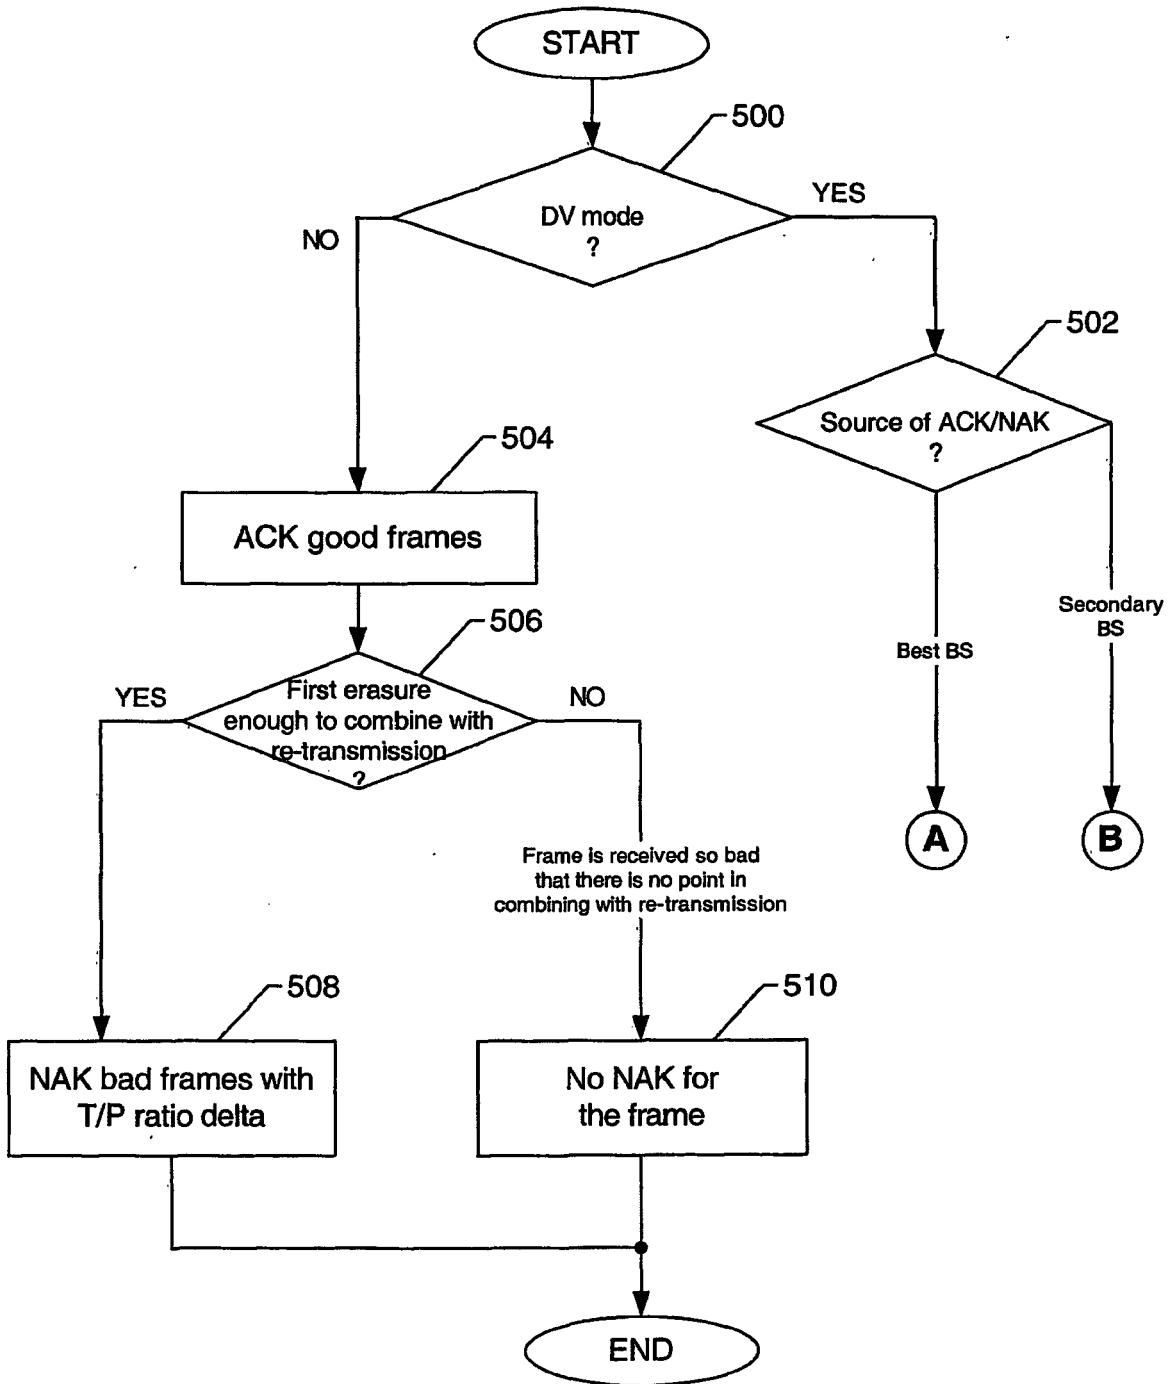 START
500
DV mode
?
YES
NO
502
Source of ACK/NAK
?
504
ACK good frames
Secondary
BS
Best BS
506
First erasure
enough to combine with
re-transmission
?
YES
NO
A
B
Frame is received so bad
that there is no point in
combining with re-transmission
508
NAK bad frames with
T/P ratio delta
510
No NAK for
the frame
END